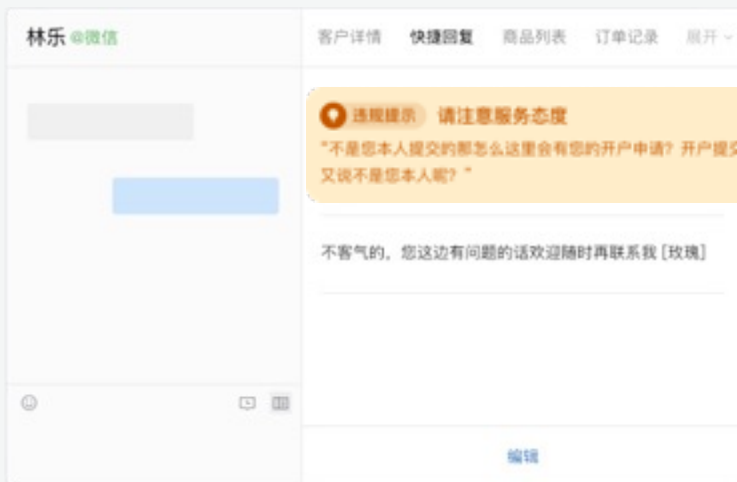 林乐 @微信
客户详情 快捷回复 商品列表 订单记录 展开
违规提示 请注意服务态度
“不是您本人提交的那怎么这里会有您的开户申请？开户提交
又说不是您本人呢？”
不客气的，您这边有问题的话欢迎随时再联系我 [玫瑰]
编辑